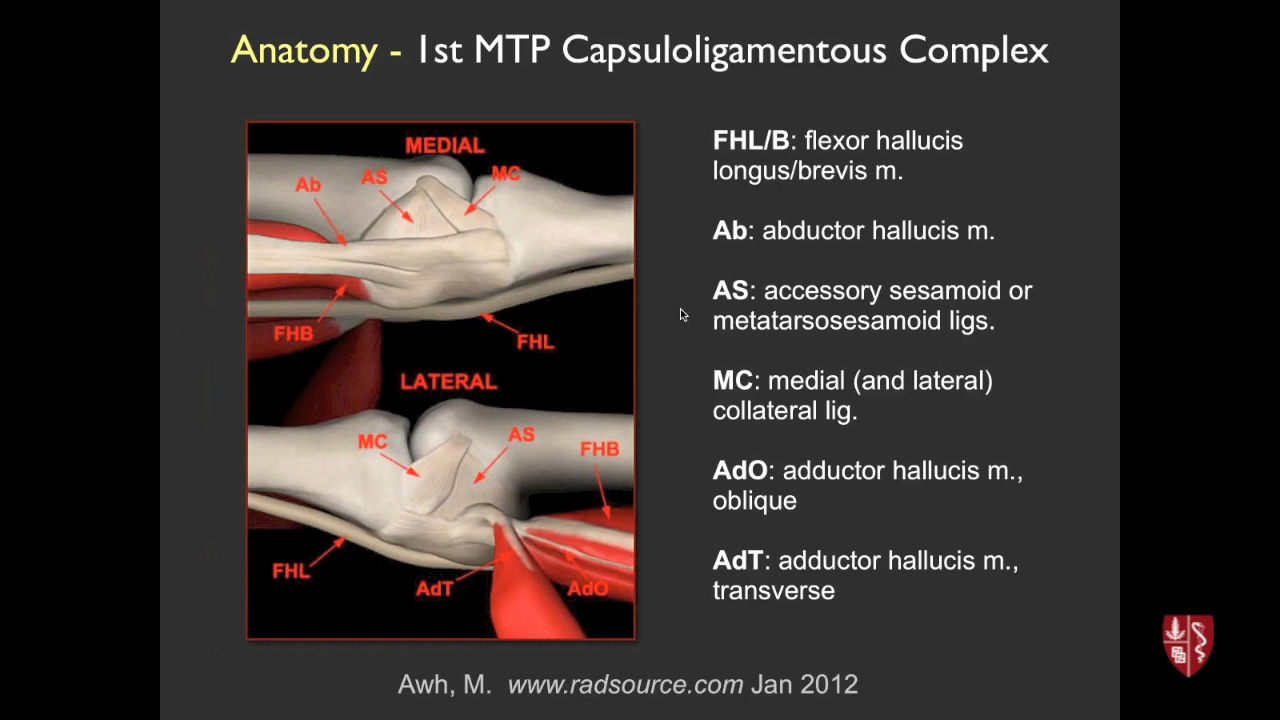 Anatomy - 1st MTP Capsuloligamentous Complex
MEDIAL
Ab
AS
MC
FHB
FHL
LATERAL
MC
AS
FHB
FHL
AdT
AdO
FHL/B: flexor hallucis
longus/brevis m.
Ab: abductor hallucis m.
AS: accessory sesamoid or
metatarsosesamoid ligs.
MC: medial (and lateral)
collateral lig.
AdO: adductor hallucis m.,
oblique
AdT: adductor hallucis m.,
transverse
Awh, M. www.radsource.com Jan 2012